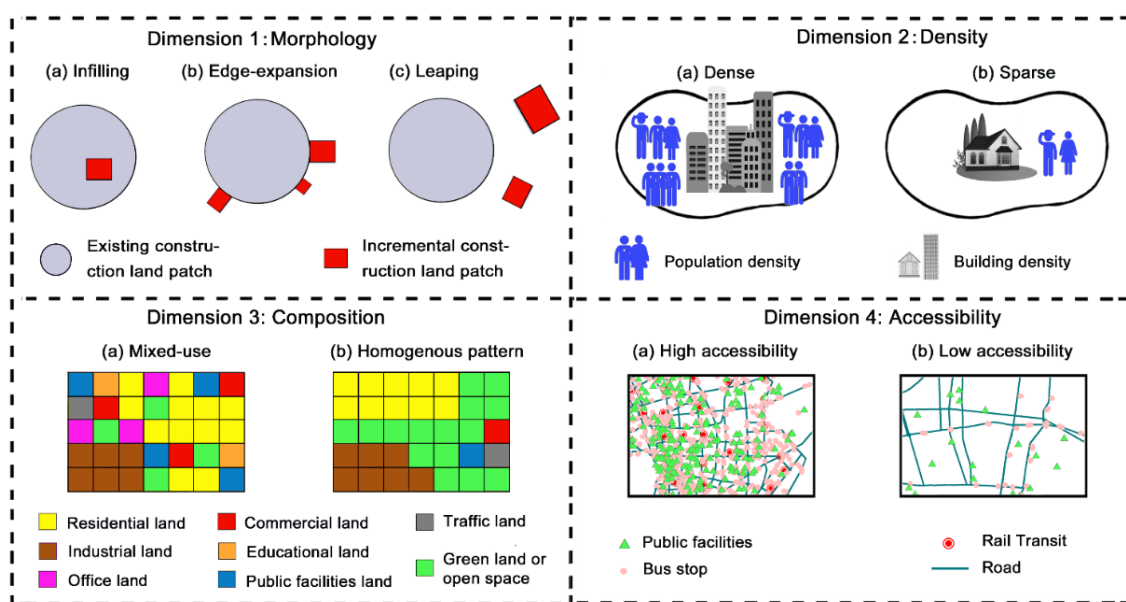 Dimension 1: Morphology
(a) Infilling
(b) Edge-expansion
(c) Leaping
Existing constru-
ction land patch
Incremental const-
ruction land patch
Dimension 2: Density
(a) Dense
(b) Sparse
Population density
Building density
Dimension 3: Composition
(a) Mixed-use
(b) Homogenous pattern
Residential land
Commercial land
Traffic land
Industrial land
Educational land
Green land or
open space
Office land
Public facilities land
Dimension 4: Accessibility
(a) High accessibility
(b) Low accessibility
Public facilities
Rail Transit
Bus stop
Road